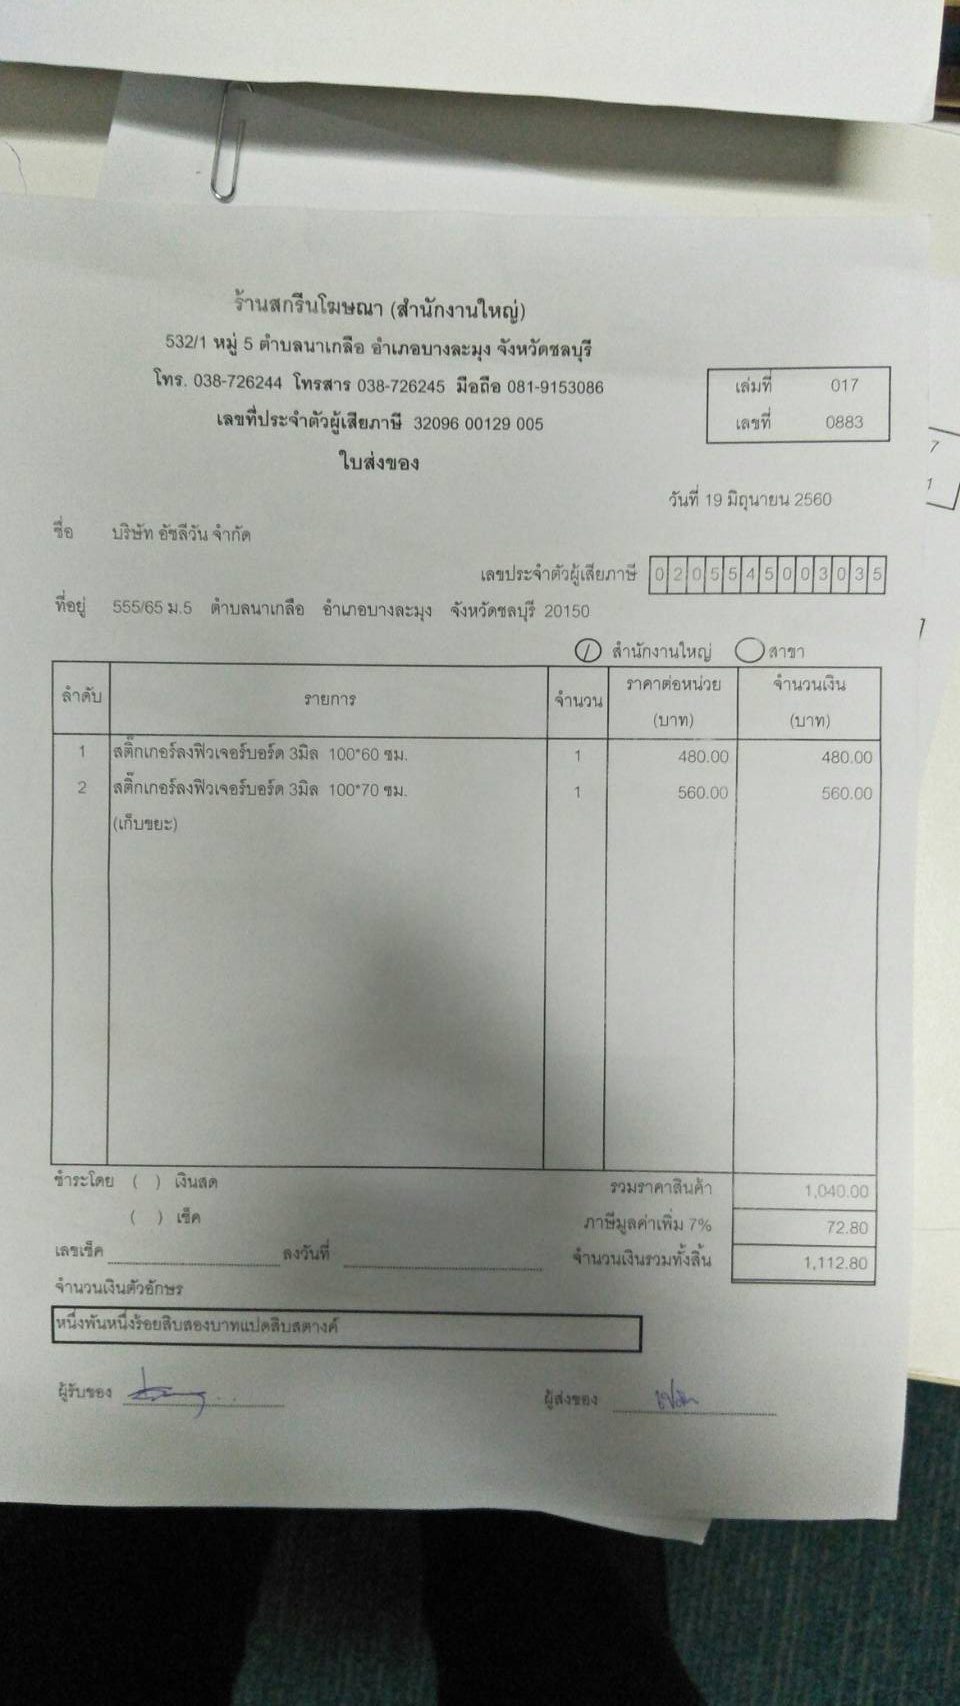 ร้านสกรีนโฆษณา (สำนักงานใหญ่)
532/1 หมู่ 5 ตำบลนาเกลือ อำเภอบางละมุง จังหวัดชลบุรี
โทร. 038-726244 โทรสาร 038-726245 มือถือ 081-9153086
เลขที่ประจำตัวผู้เสียภาษี 32096 00129 005
เล่มที่ 017
เลขที่ 0883
ใบส่งของ
วันที่ 19 มิถุนายน 2560
ชื่อ บริษัท อัซลีวัน จำกัด
เลขประจำตัวผู้เสียภาษี 0205545003035
ที่อยู่ 555/65 ม.5 ตำบลนาเกลือ อำเภอบางละมุง จังหวัดชลบุรี 20150
สำนักงานใหญ่ สาขา
ลำดับ รายการ จำนวน ราคาต่อหน่วย (บาท) จำนวนเงิน (บาท)
1 สติ๊กเกอร์ลงฟิวเจอร์บอร์ด 3มิล 100*60 ซม. 1 480.00 480.00
2 สติ๊กเกอร์ลงฟิวเจอร์บอร์ด 3มิล 100*70 ซม. 1 560.00 560.00
(เก็บขยะ)
ชำระโดย ( ) เงินสด รวมราคาสินค้า 1,040.00
( ) เช็ค ภาษีมูลค่าเพิ่ม 7% 72.80
เลขเช็ค ลงวันที่ จำนวนเงินรวมทั้งสิ้น 1,112.80
จำนวนเงินตัวอักษร
หนึ่งพันหนึ่งร้อยสิบสองบาทแปดสิบสตางค์
ผู้รับของ ผู้ส่งของ